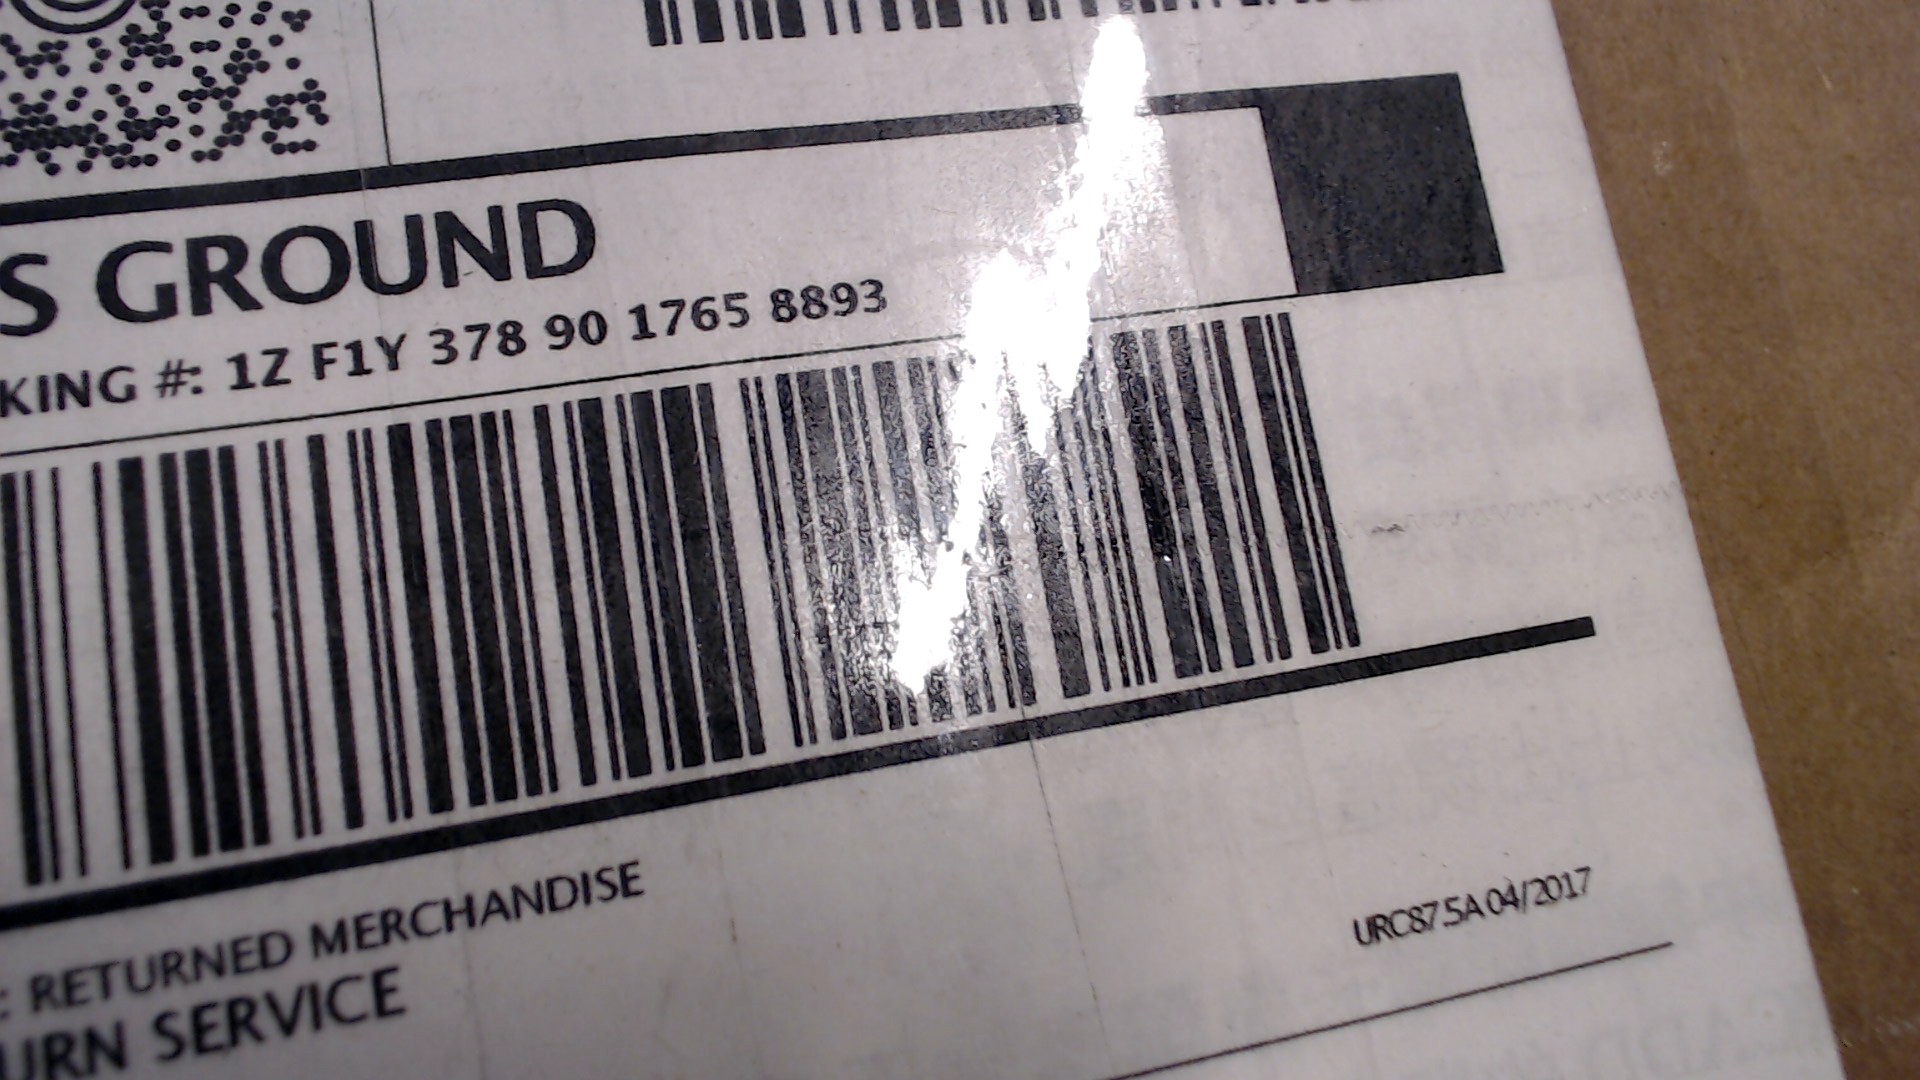 S GROUND
KING #: 1Z F1Y 378 90 1765 8893
: RETURNED MERCHANDISE
URN SERVICE
URC87.5A 04/2017